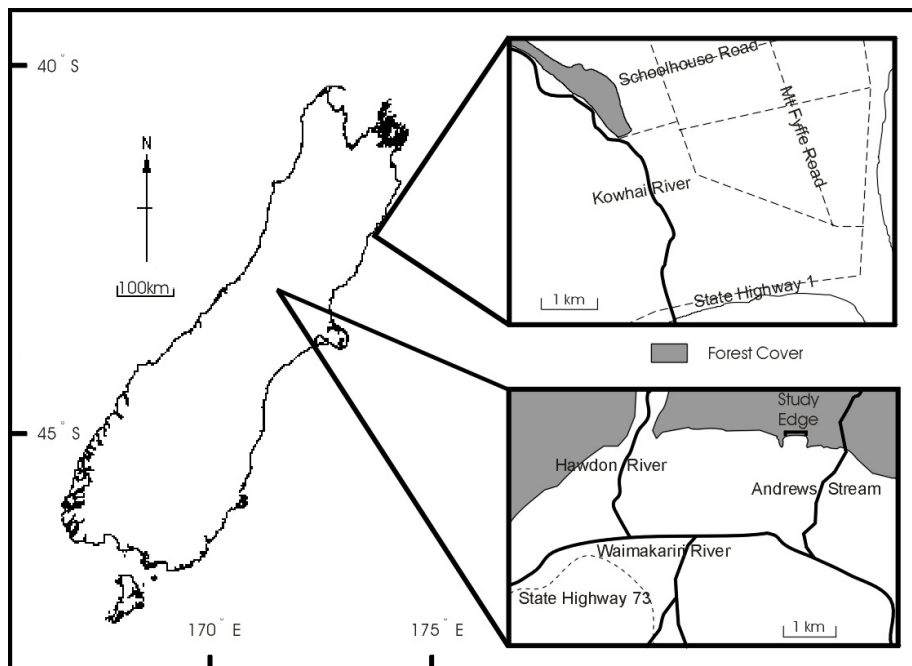 40° S
N
100km
45° S
170° E
175° E
Schoolhouse Road
Mt Fyffe Road
Kowhai River
State Highway 1
1 km
Forest Cover
Study
Edge
Hawdon River
Andrews Stream
Waimakariri River
State Highway 73
1 km